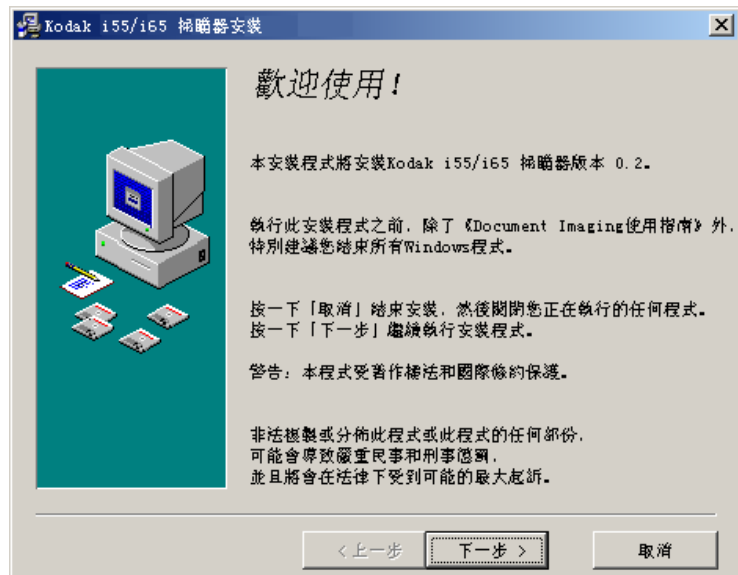 Kodak i55/i65 掃瞄器安裝
歡迎使用!
本安裝程式將安裝Kodak i55/i65 掃瞄器版本 0.2。
執行此安裝程式之前，除了《Document Imaging使用指南》外，
特別建議您結束所有Windows程式。
按一下「取消」結束安裝，然後關閉您正在執行的任何程式。
按一下「下一步」繼續執行安裝程式。
警告：本程式受著作權法和國際條約保護。
非法複製或分佈此程式或此程式的任何部份，
可能會導致嚴重民事和刑事懲罰，
並且將會在法律下受到可能的最大起訴。
<上一步
下一步 >
取消